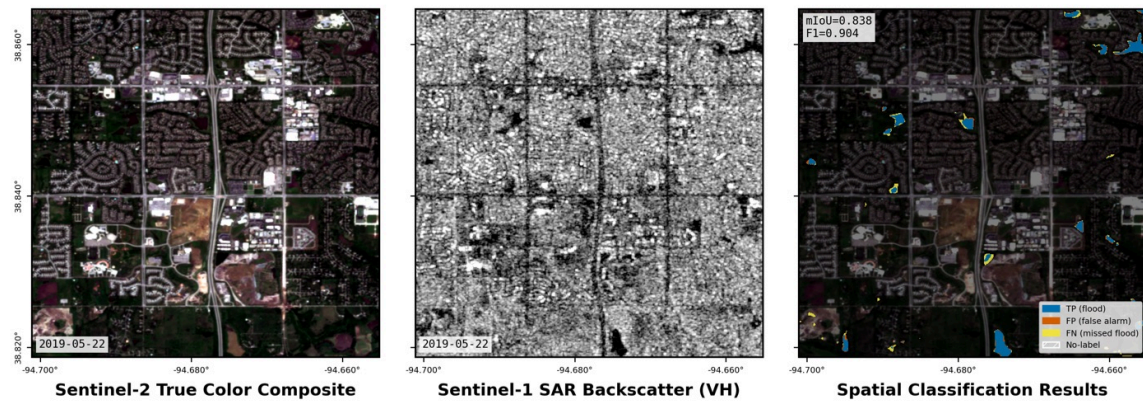 38.860°
38.840°
38.820°
2019-05-22
-94.700°
-94.680°
-94.660°
Sentinel-2 True Color Composite
2019-05-22
-94.700°
-94.680°
-94.660°
Sentinel-1 SAR Backscatter (VH)
mIoU=0.838
F1=0.904
TP (flood)
FP (false alarm)
FN (missed flood)
No-label
-94.700°
-94.680°
-94.660°
Spatial Classification Results